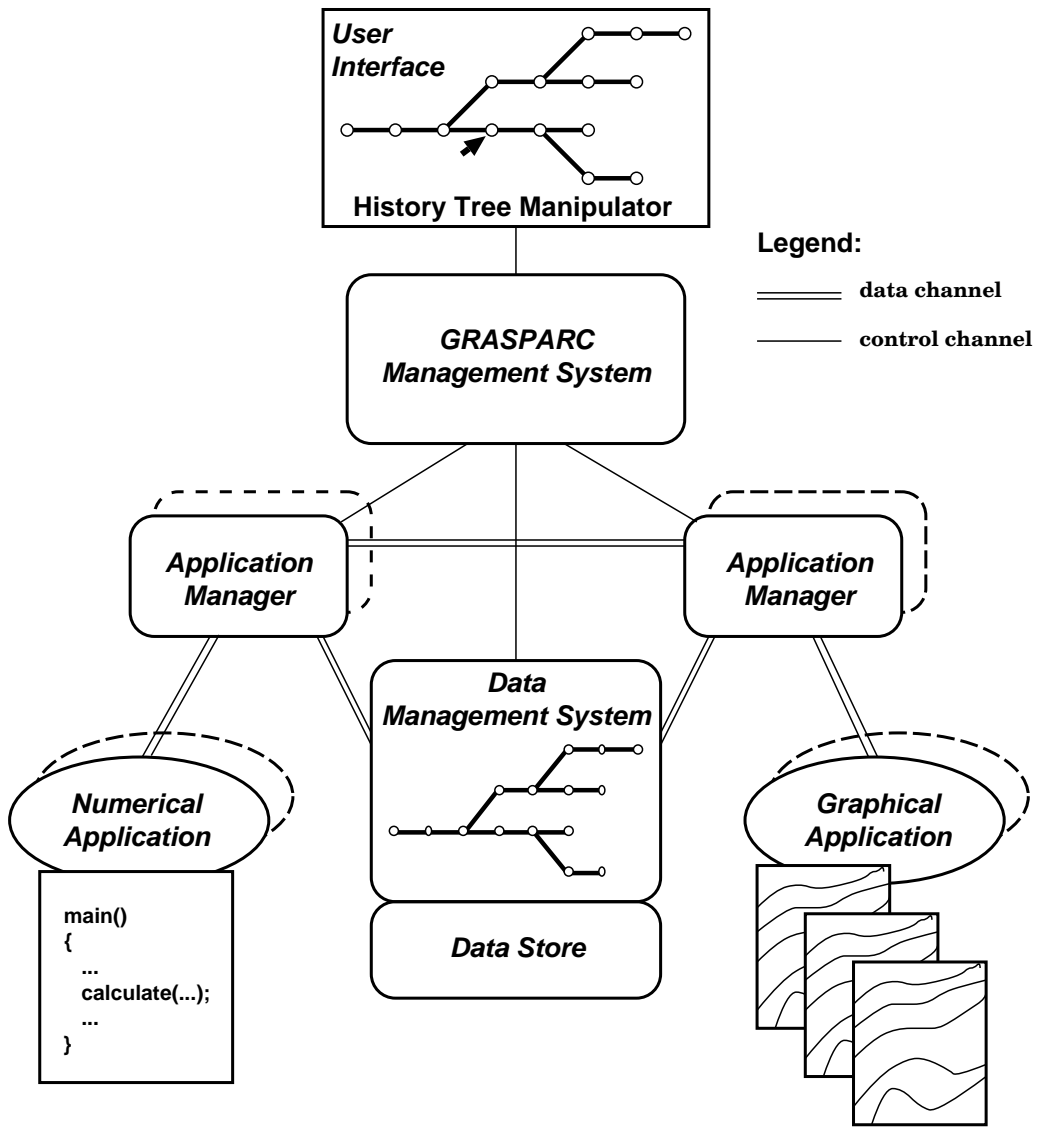 User
Interface
History Tree Manipulator
Legend:
data channel
control channel
GRASPARC
Management System
Application
Manager
Application
Manager
Data
Management System
Numerical
Application
Graphical
Application
main()
{
...
calculate(...);
...
}
Data Store